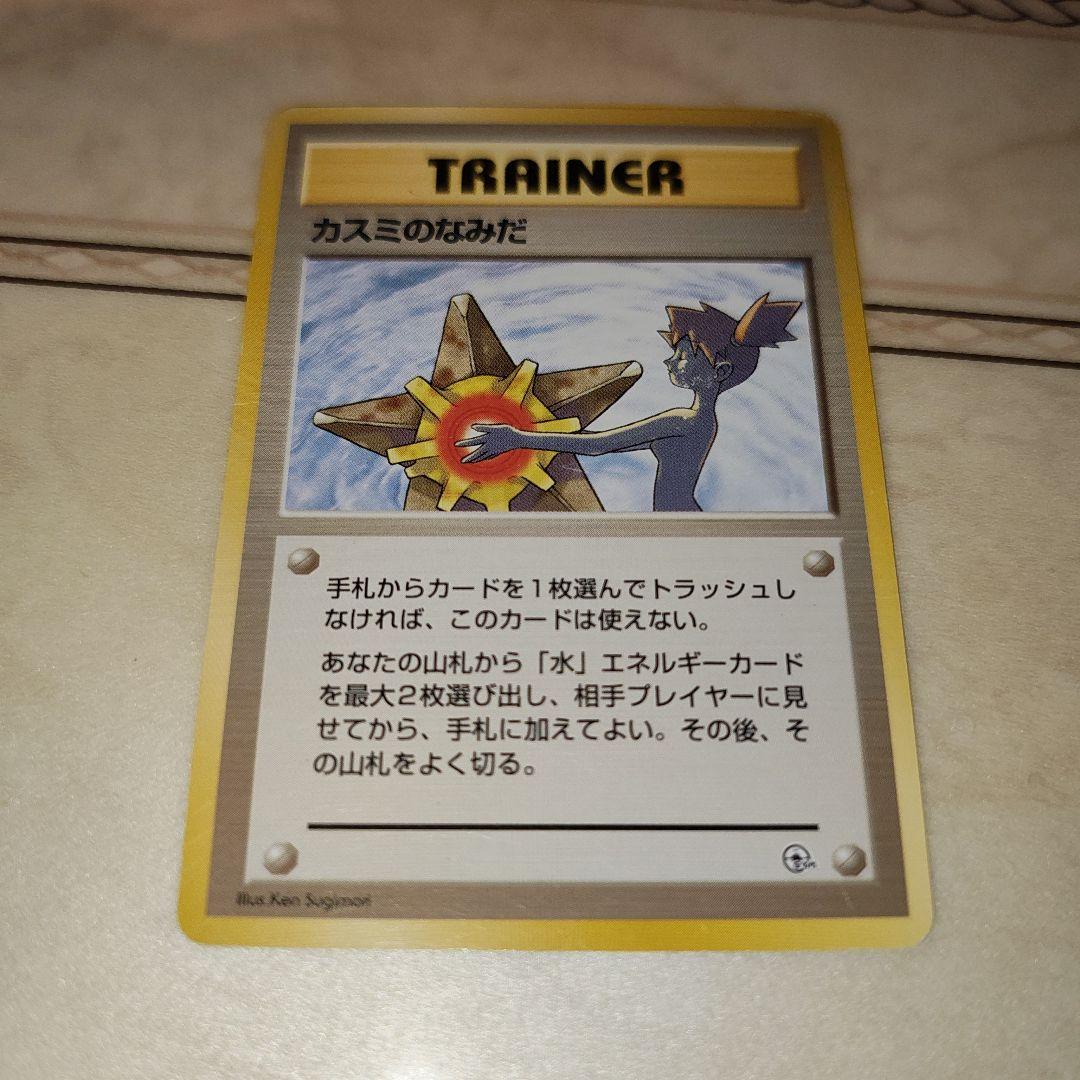 TRAINER
カスミのなみだ
手札からカードを1枚選んでトラッシュし
なければ、このカードは使えない。
あなたの山札から「水」エネルギーカード
を最大2枚選び出し、相手プレイヤーに見
せてから、手札に加えてよい。その後、そ
の山札をよく切る。
Illus. Ken Sugimori